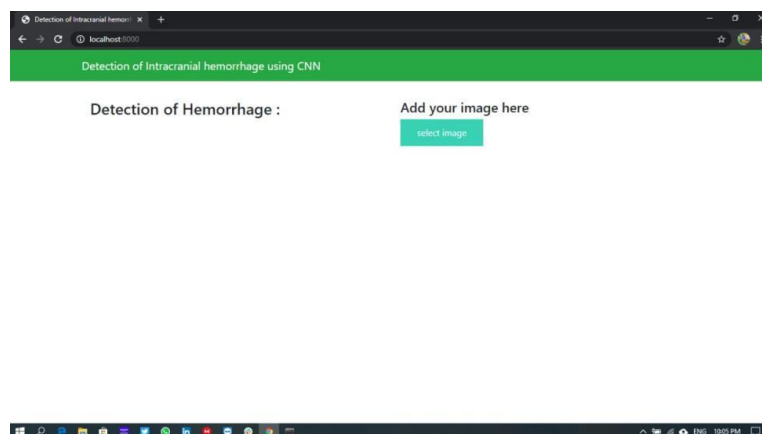 Detection of Intracranial hemorr
localhost:8000
Detection of Intracranial hemorrhage using CNN
Detection of Hemorrhage :
Add your image here
select image
ENG 10:05 PM